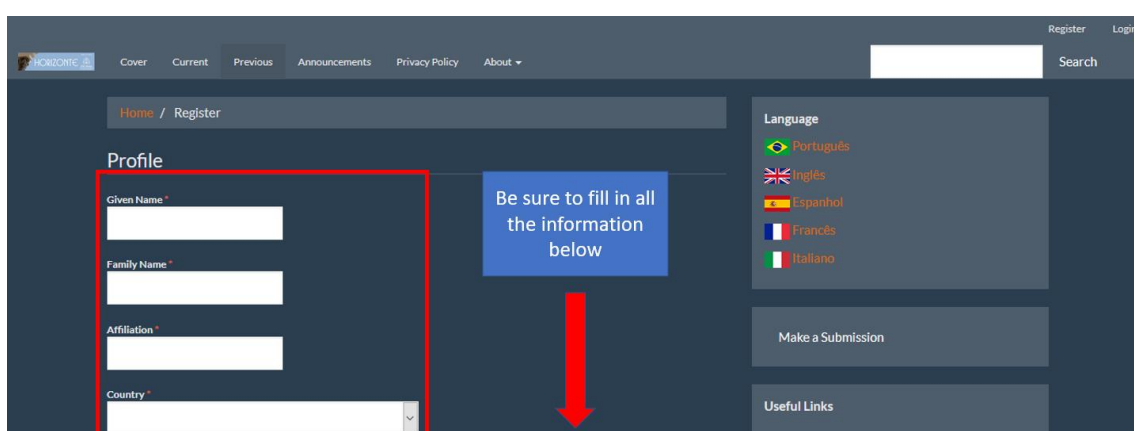 Register Login
HORIZONTE Cover Current Previous Announcements Privacy Policy About Search
Home / Register
Profile
Given Name *
Family Name *
Affiliation *
Country *
Be sure to fill in all
the information
below
Language
Português
Inglês
Espanhol
Francês
Italiano
Make a Submission
Useful Links